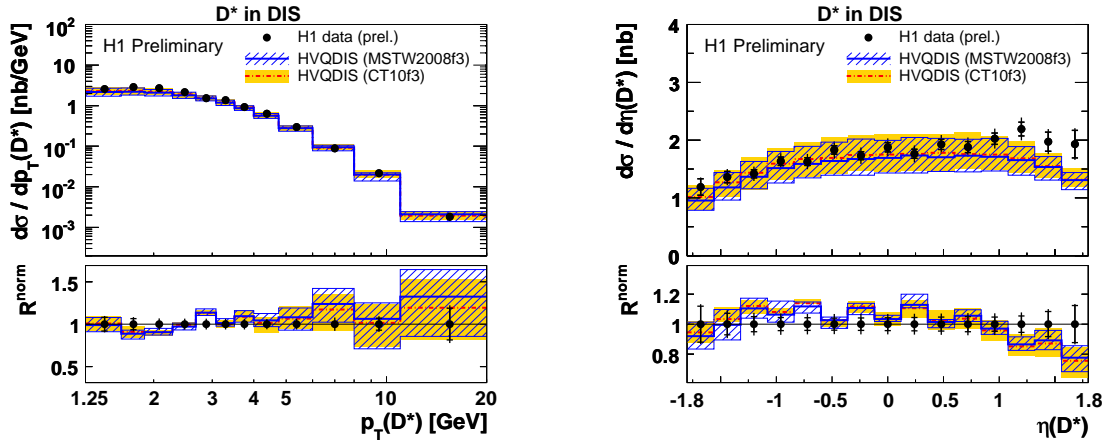 D* in DIS
H1 Preliminary
H1 data (prel.)
HVQDIS (MSTW2008f3)
HVQDIS (CT10f3)
dσ / dp_T(D*) [nb/GeV]
10^2
10
1
10^-1
10^-2
10^-3
R^norm
1.5
1
0.5
1.25 2 3 4 5 10 20
p_T(D*) [GeV]
D* in DIS
H1 Preliminary
H1 data (prel.)
HVQDIS (MSTW2008f3)
HVQDIS (CT10f3)
dσ / dη(D*) [nb]
4
3
2
1
0
R^norm
1.2
1
0.8
-1.8 -1 -0.5 0 0.5 1 1.8
η(D*)